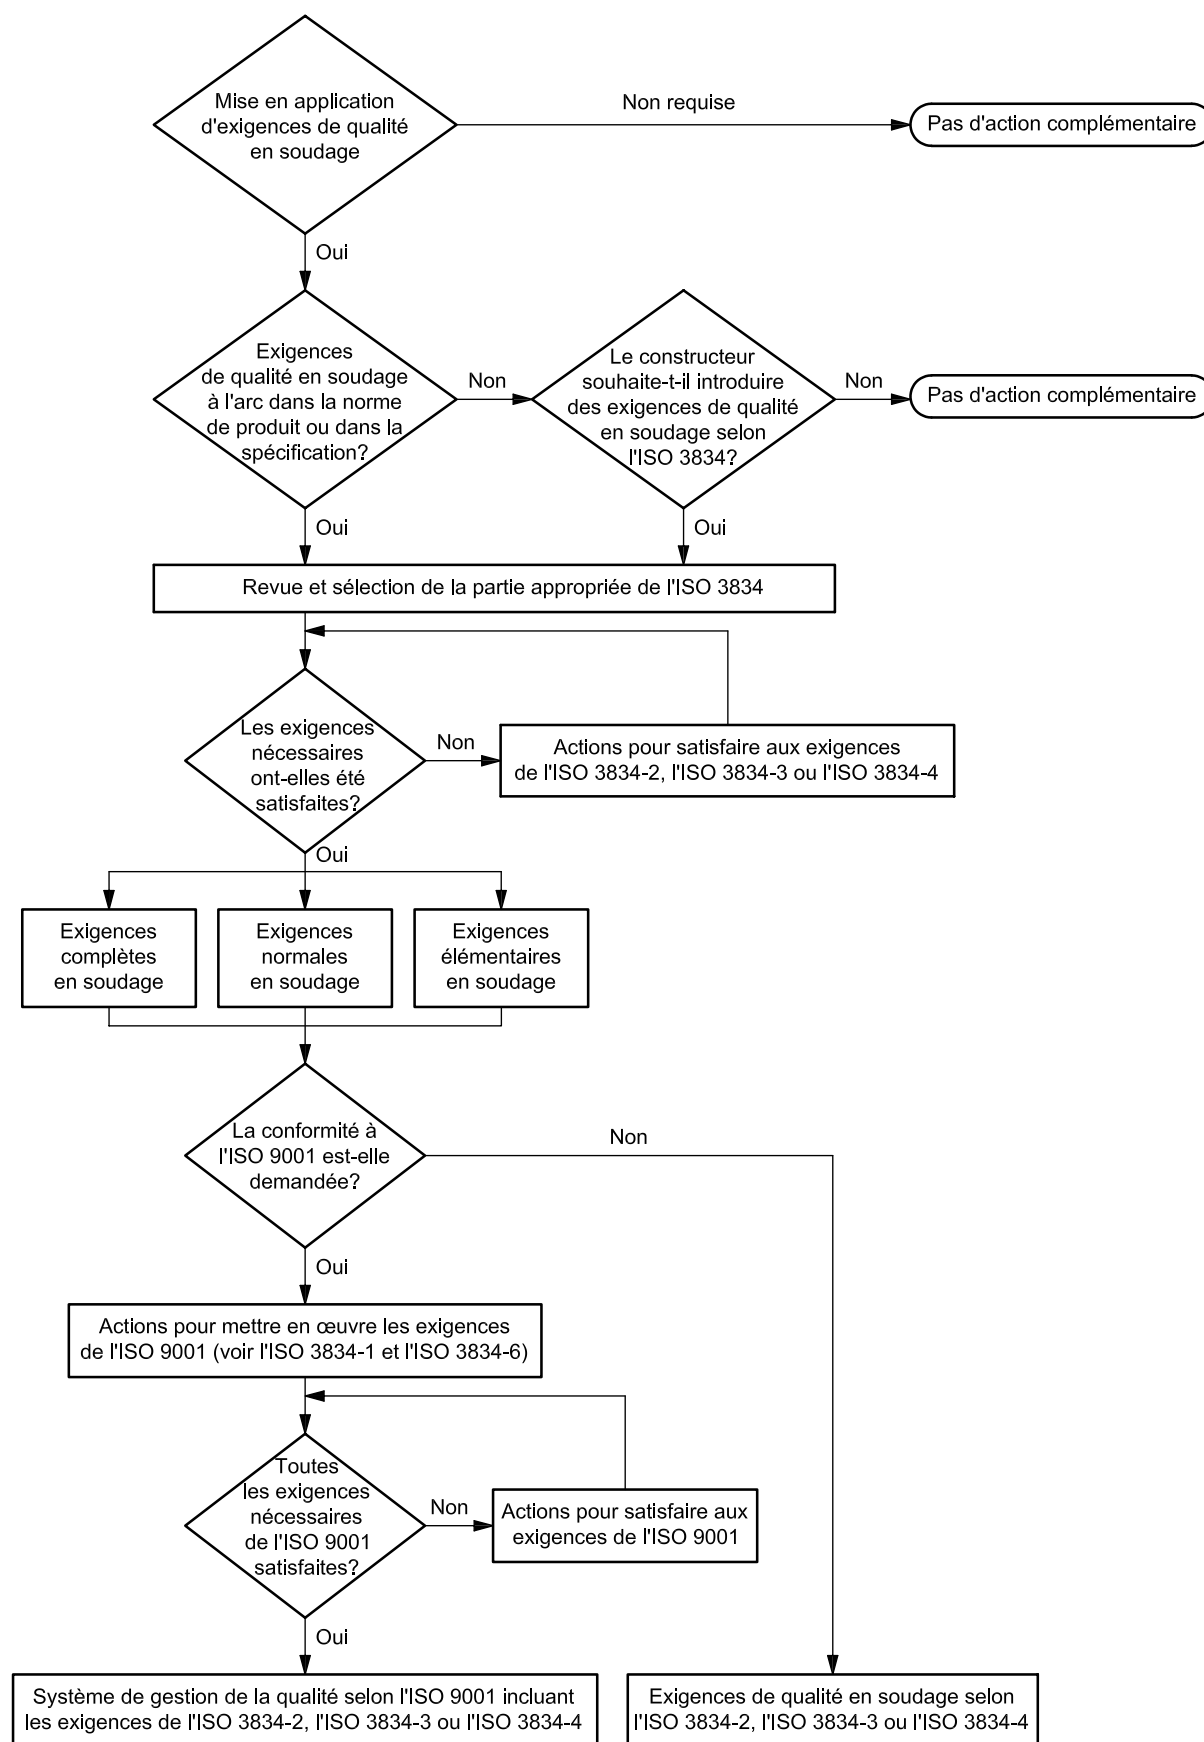 Mise en application
d'exigences de qualité
en soudage
Non requise
Pas d'action complémentaire
Oui
Exigences
de qualité en soudage
à l'arc dans la norme
de produit ou dans la
spécification?
Non
Le constructeur
souhaite-t-il introduire
des exigences de qualité
en soudage selon
l'ISO 3834?
Non
Pas d'action complémentaire
Oui
Oui
Revue et sélection de la partie appropriée de l'ISO 3834
Les exigences
nécessaires
ont-elles été
satisfaites?
Non
Actions pour satisfaire aux exigences
de l'ISO 3834-2, l'ISO 3834-3 ou l'ISO 3834-4
Oui
Exigences
complètes
en soudage
Exigences
normales
en soudage
Exigences
élémentaires
en soudage
La conformité à
l'ISO 9001 est-elle
demandée?
Non
Oui
Actions pour mettre en œuvre les exigences
de l'ISO 9001 (voir l'ISO 3834-1 et l'ISO 3834-6)
Toutes
les exigences
nécessaires
de l'ISO 9001
satisfaites?
Non
Actions pour satisfaire aux
exigences de l'ISO 9001
Oui
Système de gestion de la qualité selon l'ISO 9001 incluant
les exigences de l'ISO 3834-2, l'ISO 3834-3 ou l'ISO 3834-4
Exigences de qualité en soudage selon
l'ISO 3834-2, l'ISO 3834-3 ou l'ISO 3834-4